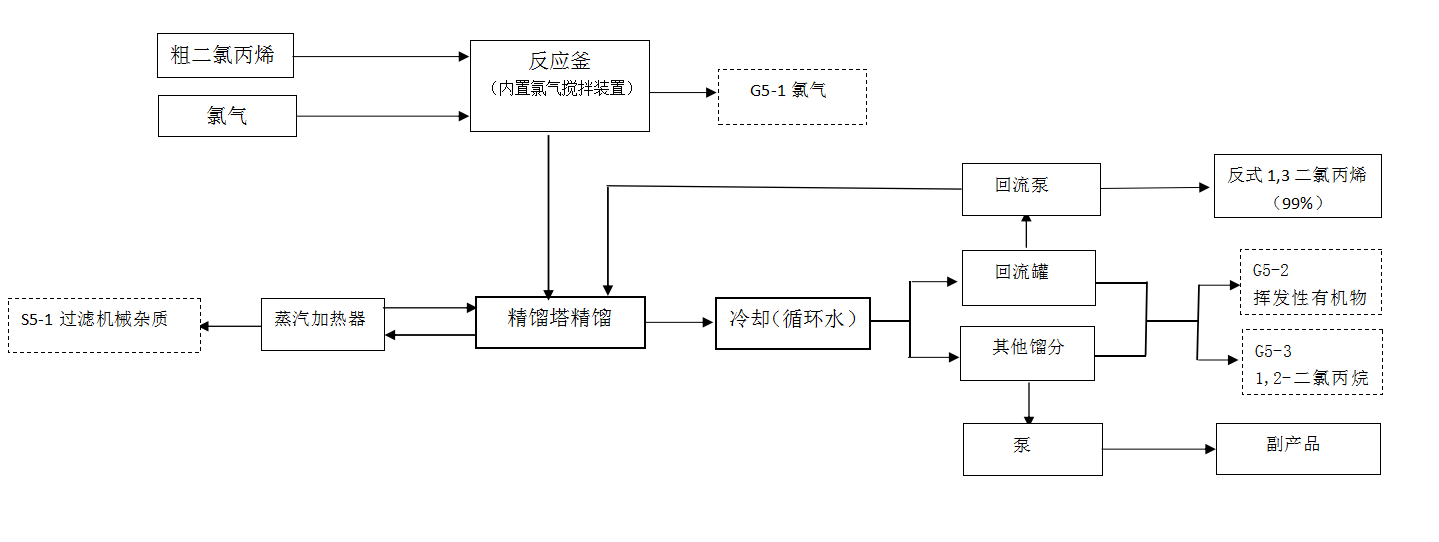 粗二氯丙烯
氯气
反应釜
（内置氯气搅拌装置）
G5-1 氯气
回流泵
反式 1,3 二氯丙烯
（99%）
回流罐
G5-2
挥发性有机物
S5-1 过滤机械杂质
蒸汽加热器
精馏塔精馏
冷却（循环水）
其他馏分
G5-3
1,2-二氯丙烷
泵
副产品